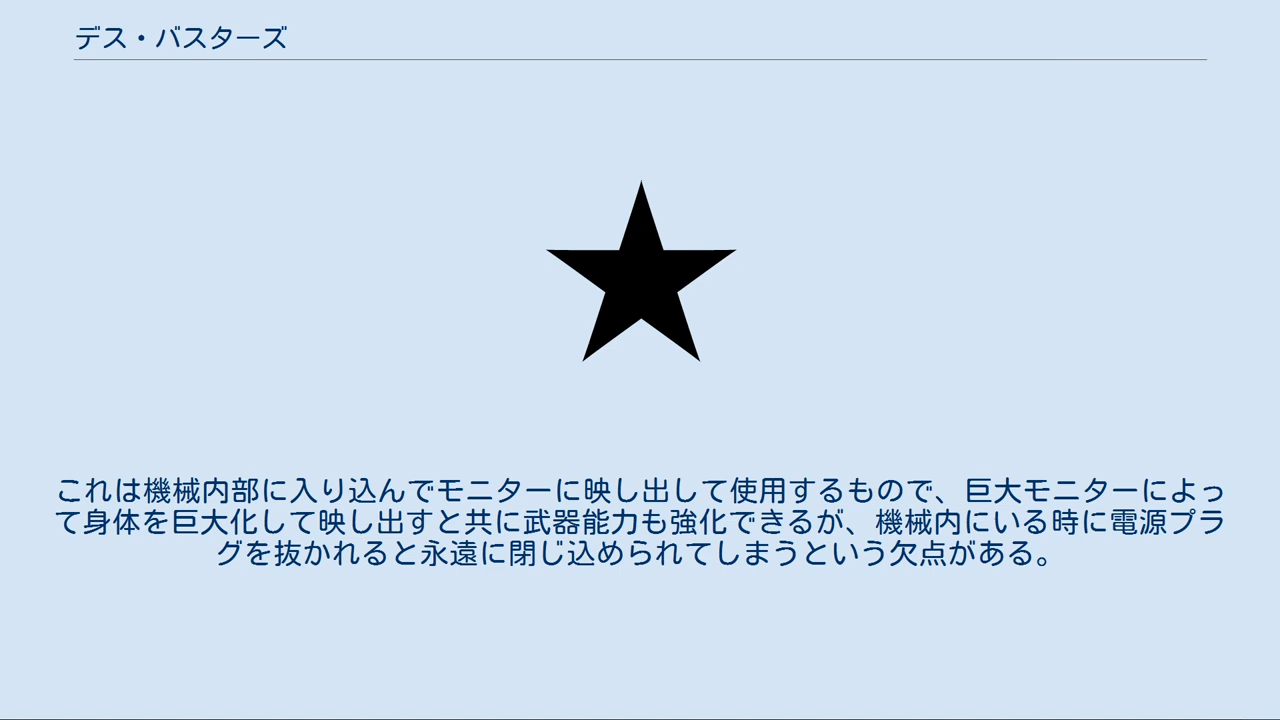 デス・バスターズ
これは機械内部に入り込んでモニターに映し出して使用するもので、巨大モニターによっ
て身体を巨大化して映し出すと共に武器能力も強化できるが、機械内にいる時に電源プラ
グを抜かれると永遠に閉じ込められてしまうという欠点がある。